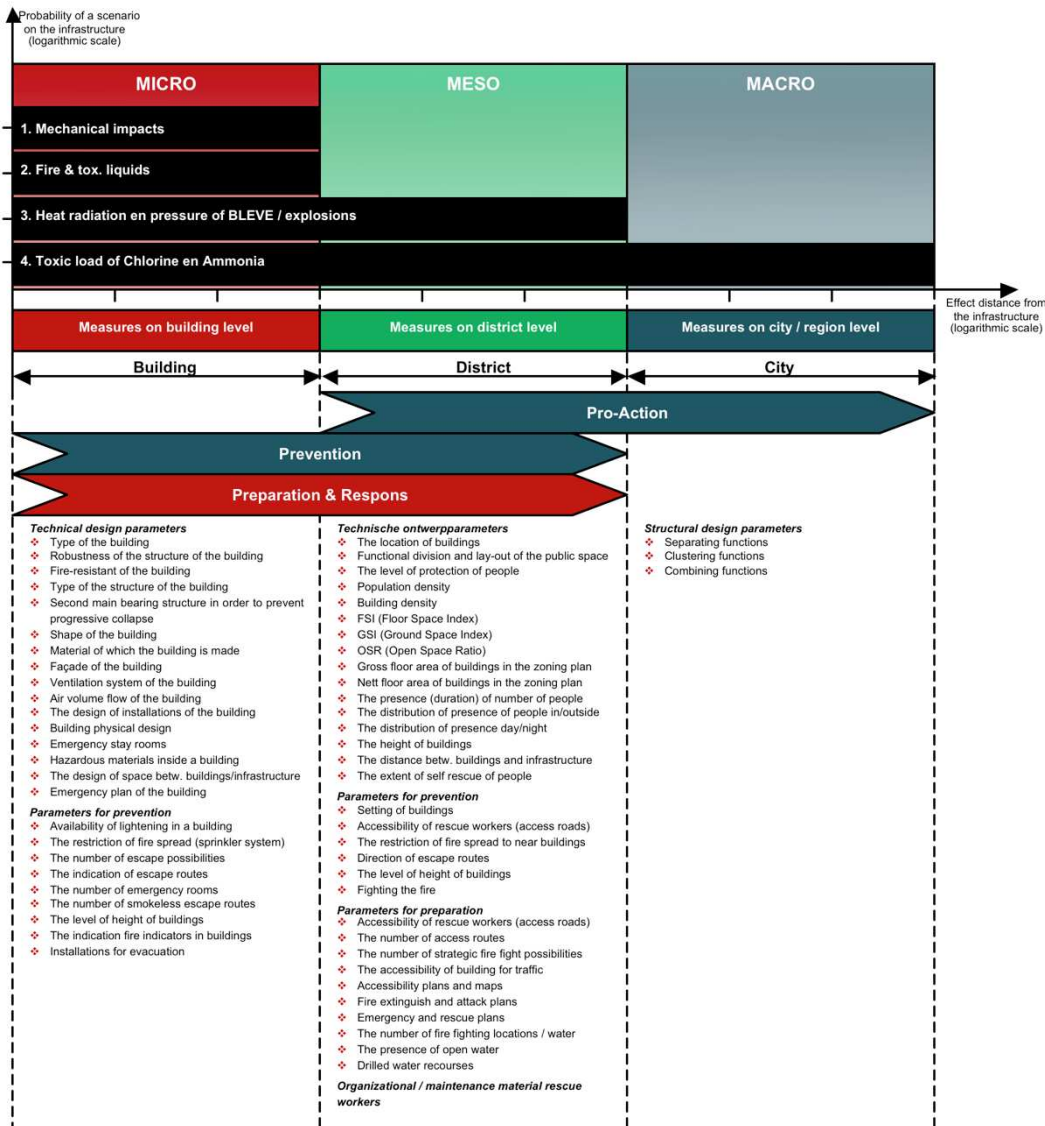 Probability of a scenario
on the infrastructure
(logarithmic scale)
MICRO
MESO
MACRO
1. Mechanical impacts
2. Fire & tox. liquids
3. Heat radiation en pressure of BLEVE / explosions
4. Toxic load of Chlorine en Ammonia
Effect distance from
the infrastructure
(logarithmic scale)
Measures on building level
Measures on district level
Measures on city / region level
Building
District
City
Pro-Action
Prevention
Preparation & Respons
Technical design parameters
Type of the building
Robustness of the structure of the building
Fire-resistant of the building
Type of the structure of the building
Second main bearing structure in order to prevent
progressive collapse
Shape of the building
Material of which the building is made
Façade of the building
Ventilation system of the building
Air volume flow of the building
The design of installations of the building
Building physical design
Emergency stay rooms
Hazardous materials inside a building
The design of space betw. buildings/infrastructure
Emergency plan of the building
Parameters for prevention
Availability of lightening in a building
The restriction of fire spread (sprinkler system)
The number of escape possibilities
The indication of escape routes
The number of emergency rooms
The number of smokeless escape routes
The level of height of buildings
The indication fire indicators in buildings
Installations for evacuation
Technische ontwerpparameters
The location of buildings
Functional division and lay-out of the public space
The level of protection of people
Population density
Building density
FSI (Floor Space Index)
GSI (Ground Space Index)
OSR (Open Space Ratio)
Gross floor area of buildings in the zoning plan
Nett floor area of buildings in the zoning plan
The presence (duration) of number of people
The distribution of presence of people in/outside
The distribution of presence day/night
The height of buildings
The distance betw. buildings and infrastructure
The extent of self rescue of people
Parameters for prevention
Setting of buildings
Accessibility of rescue workers (access roads)
The restriction of fire spread to near buildings
Direction of escape routes
The level of height of buildings
Fighting the fire
Parameters for preparation
Accessibility of rescue workers (access roads)
The number of access routes
The number of strategic fire fight possibilities
The accessibility of building for traffic
Accessibility plans and maps
Fire extinguish and attack plans
Emergency and rescue plans
The number of fire fighting locations / water
The presence of open water
Drilled water recourses
Organizational / maintenance material rescue
workers
Structural design parameters
Separating functions
Clustering functions
Combining functions